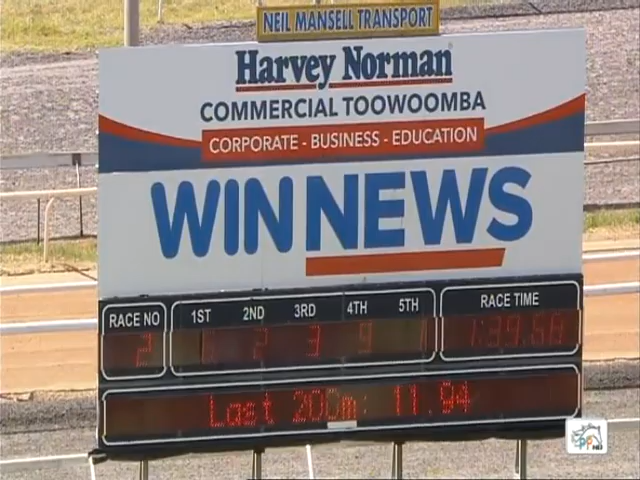 NEIL MANSELL TRANSPORT
Harvey Norman
COMMERCIAL TOOWOOMBA
CORPORATE - BUSINESS - EDUCATION
WIN NEWS
RACE NO 1ST 2ND 3RD 4TH 5TH RACE TIME
2 2 3 9 1:39.58
Last 200m: 11.94